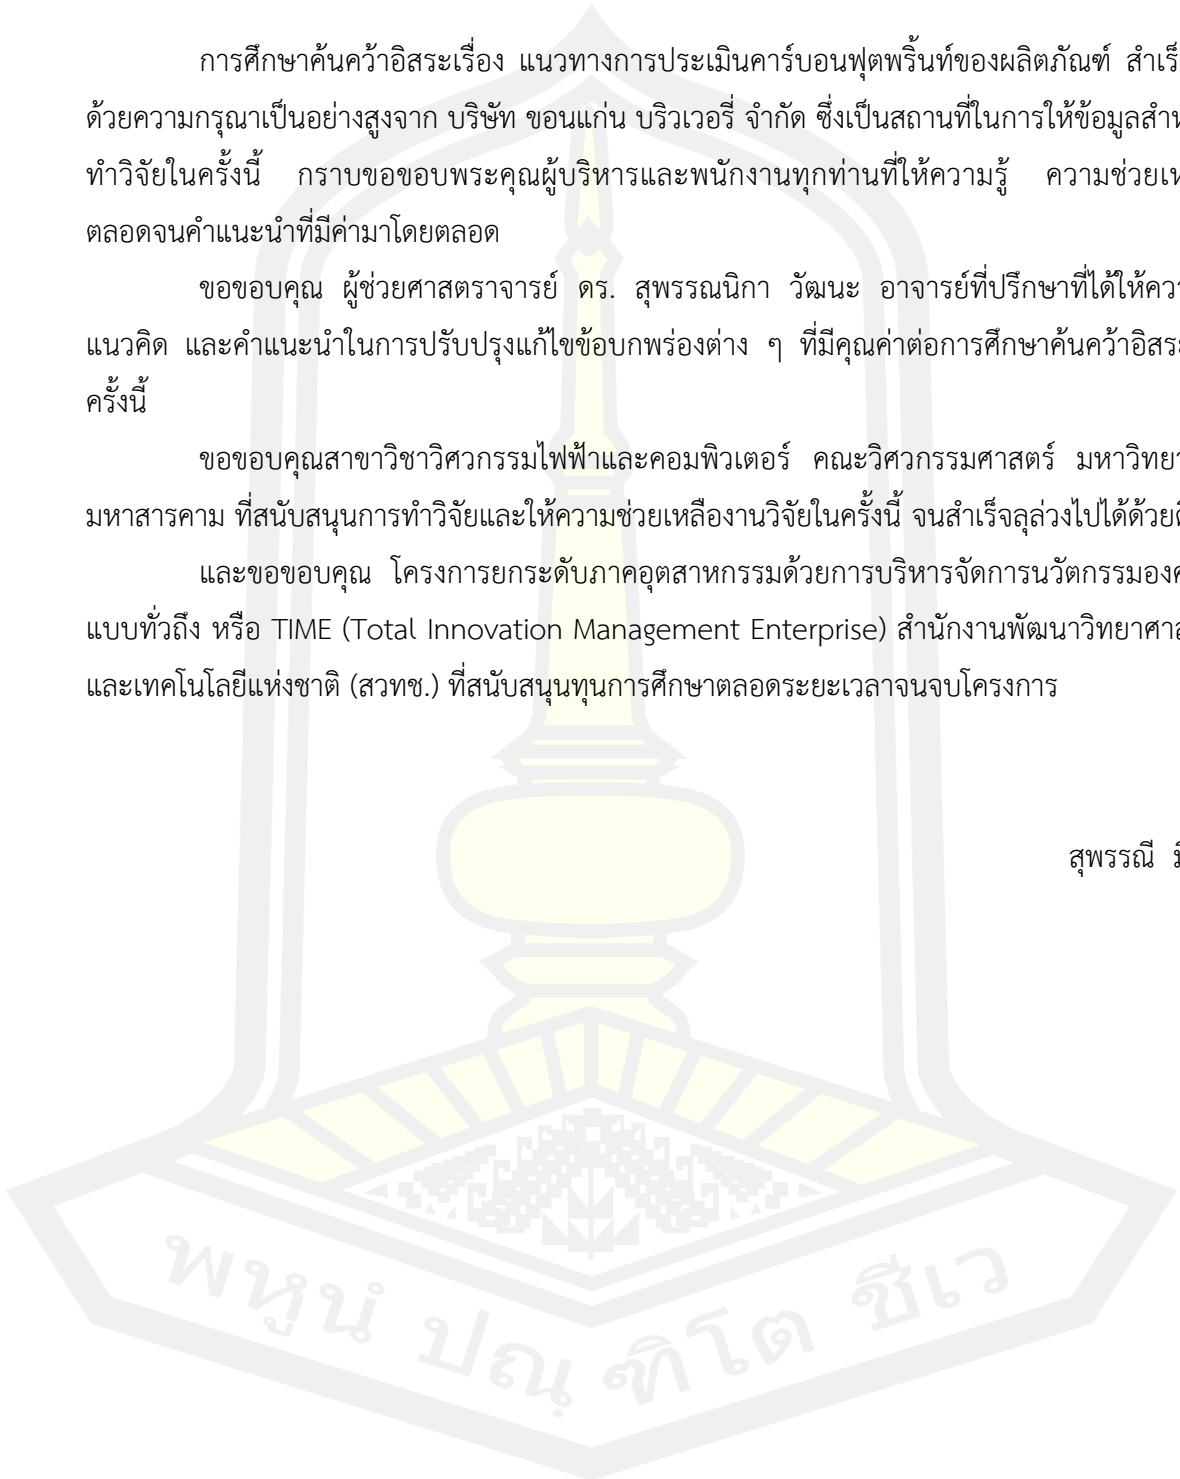 การศึกษาค้นคว้าอิสระเรื่อง แนวทางการประเมินคาร์บอนฟุตพริ้นท์ของผลิตภัณฑ์ สำเร็
ด้วยความกรุณาเป็นอย่างสูงจาก บริษัท ขอนแก่น บริวเวอรี่ จำกัด ซึ่งเป็นสถานที่ในการให้ข้อมูลสำห
ทำวิจัยในครั้งนี้ กราบขอขอบพระคุณผู้บริหารและพนักงานทุกท่านที่ให้ความรู้ ความช่วยเห
ตลอดจนคำแนะนำที่มีค่ามาโดยตลอด
ขอขอบคุณ ผู้ช่วยศาสตราจารย์ ดร. สุพรรณนิกา วัฒนะ อาจารย์ที่ปรึกษาที่ได้ให้ควา
แนวคิด และคำแนะนำในการปรับปรุงแก้ไขข้อบกพร่องต่าง ๆ ที่มีคุณค่าต่อการศึกษาค้นคว้าอิสระ
ครั้งนี้
ขอขอบคุณสาขาวิชาวิศวกรรมไฟฟ้าและคอมพิวเตอร์ คณะวิศวกรรมศาสตร์ มหาวิทยา
มหาสารคาม ที่สนับสนุนการทำวิจัยและให้ความช่วยเหลืองานวิจัยในครั้งนี้ จนสำเร็จลุล่วงไปได้ด้วยดี
และขอขอบคุณ โครงการยกระดับภาคอุตสาหกรรมด้วยการบริหารจัดการนวัตกรรมองค
แบบทั่วถึง หรือ TIME (Total Innovation Management Enterprise) สำนักงานพัฒนาวิทยาศาส
และเทคโนโลยีแห่งชาติ (สวทช.) ที่สนับสนุนทุนการศึกษาตลอดระยะเวลาจนจบโครงการ
สุพรรณี
พหูนํ ปณฺฑิโต ชีเว